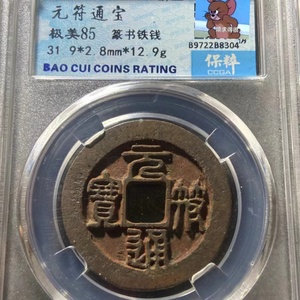 元符通宝
极美85 篆书铁钱
31.9*2.8mm*12.9g
BAO CUI COINS RATING
B9722B8304
保粹
CCGA
元
符
通
寶